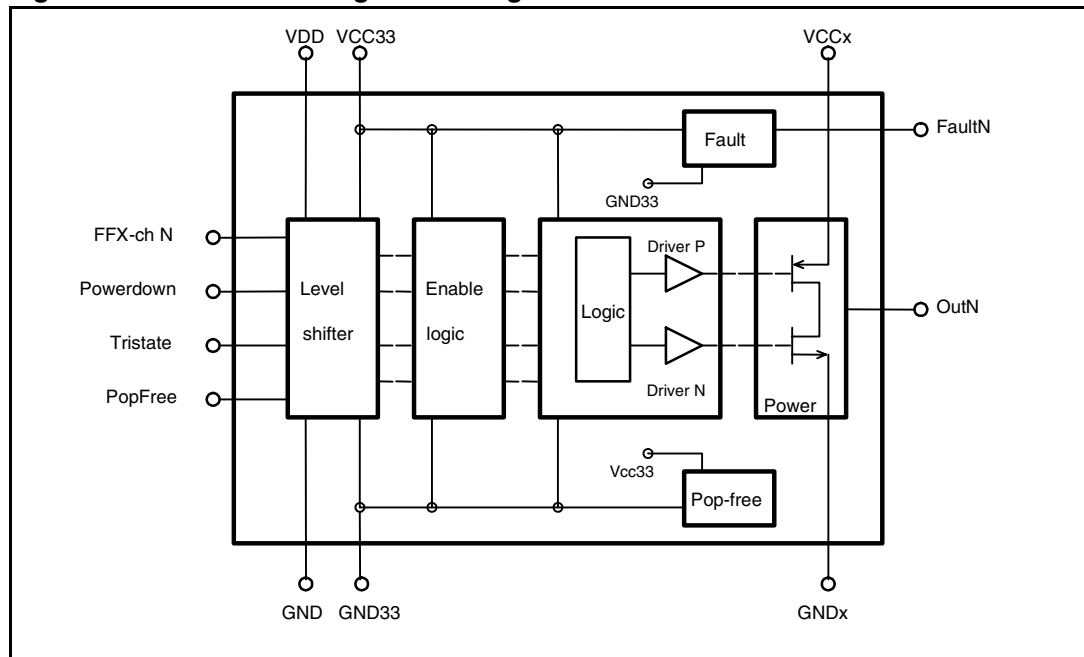 VDD VCC33 VCCx
FaultN
Fault
GND33
FFX-ch N
Powerdown
Tristate
PopFree
Level
shifter
Enable
logic
Logic
Driver P
Driver N
Power
OutN
Vcc33
Pop-free
GND GND33 GNDx